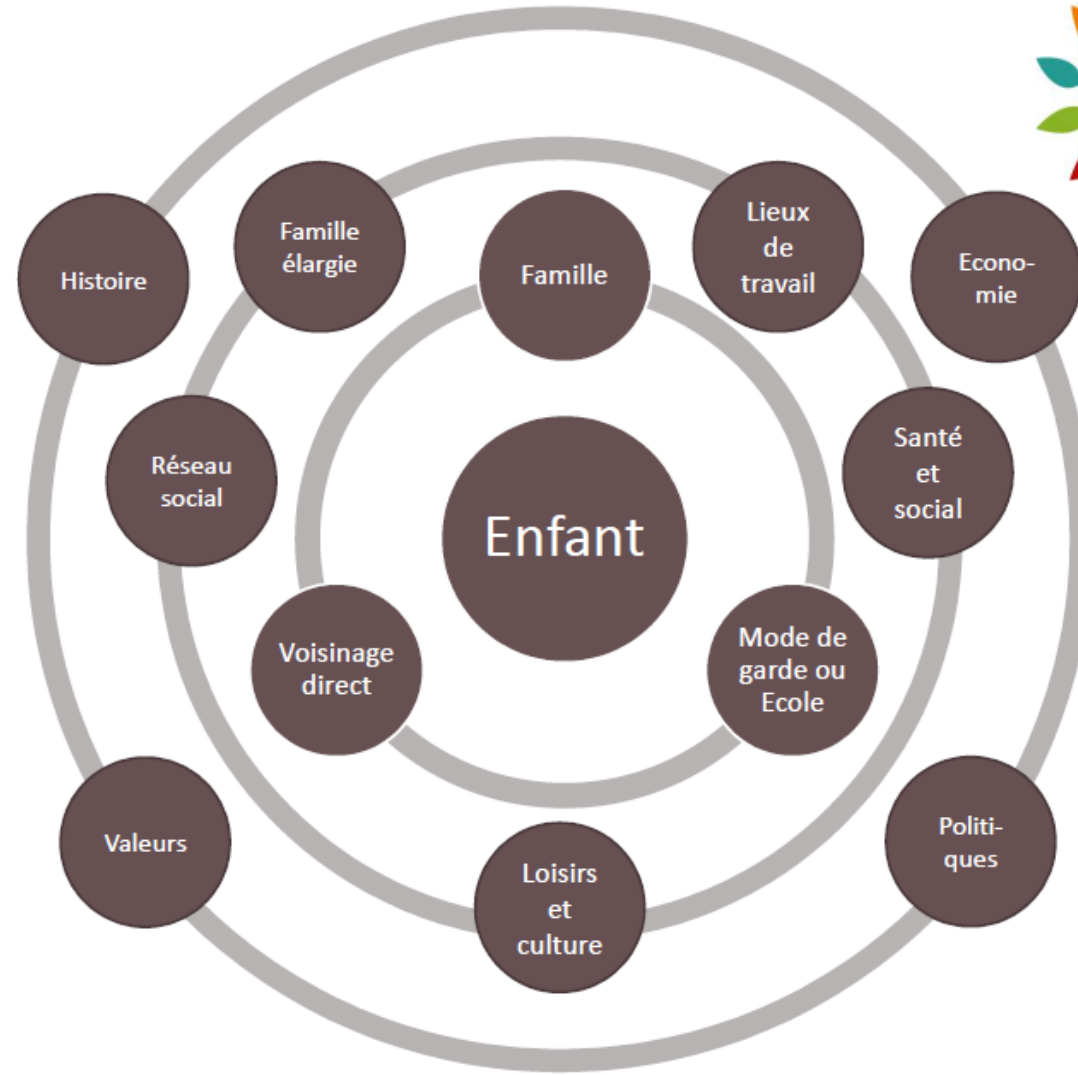 Histoire
Famille
élargie
Famille
Lieux
de
travail
Econo-
mie
Réseau
social
Enfant
Santé
et
social
Voisinage
direct
Mode de
garde ou
Ecole
Valeurs
Loisirs
et
culture
Politi-
ques